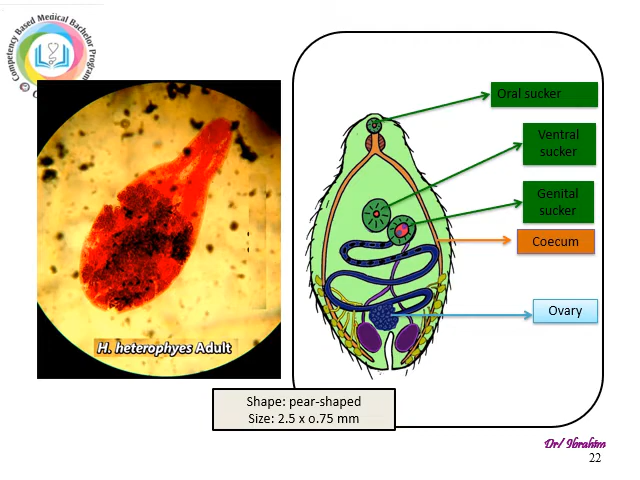 Competency Based Medical Bachelor Program
Oral sucker
Ventral
sucker
Genital
sucker
Coecum
Ovary
H. heterophyes Adult
Shape: pear-shaped
Size: 2.5 x o.75 mm
Dr/ Ibrahim
22